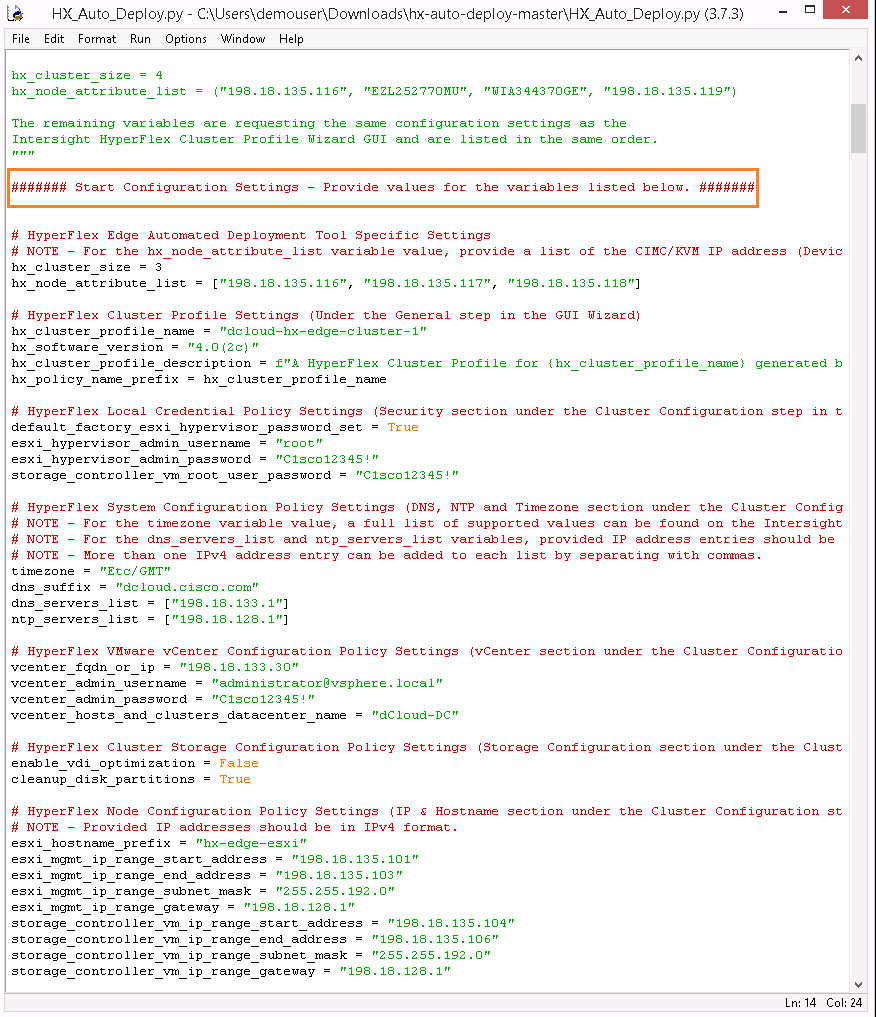 HX_Auto_Deploy.py - C:\Users\demouser\Downloads\hx-auto-deploy-master\HX_Auto_Deploy.py (3.7.3)
File Edit Format Run Options Window Help
hx_cluster_size = 4
hx_node_attribute_list = ("198.18.135.116", "EZL252770MU", "WIA344370GE", "198.18.135.119")
The remaining variables are requesting the same configuration settings as the
Intersight HyperFlex Cluster Profile Wizard GUI and are listed in the same order.
"""
####### Start Configuration Settings - Provide values for the variables listed below. #######
# HyperFlex Edge Automated Deployment Tool Specific Settings
# NOTE - For the hx_node_attribute_list variable value, provide a list of the CIMC/KVM IP address (Devic
hx_cluster_size = 3
hx_node_attribute_list = ["198.18.135.116", "198.18.135.117", "198.18.135.118"]
# HyperFlex Cluster Profile Settings (Under the General step in the GUI Wizard)
hx_cluster_profile_name = "dcloud-hx-edge-cluster-1"
hx_software_version = "4.0(2c)"
hx_cluster_profile_description = f"A HyperFlex Cluster Profile for {hx_cluster_profile_name} generated b
hx_policy_name_prefix = hx_cluster_profile_name
# HyperFlex Local Credential Policy Settings (Security section under the Cluster Configuration step in t
default_factory_esxi_hypervisor_password_set = True
esxi_hypervisor_admin_username = "root"
esxi_hypervisor_admin_password = "C1sco12345!"
storage_controller_vm_root_user_password = "C1sco12345!"
# HyperFlex System Configuration Policy Settings (DNS, NTP and Timezone section under the Cluster Config
# NOTE - For the timezone variable value, a full list of supported values can be found on the Intersight
# NOTE - For the dns_servers_list and ntp_servers_list variables, provided IP address entries should be
# NOTE - More than one IPv4 address entry can be added to each list by separating with commas.
timezone = "Etc/GMT"
dns_suffix = "dcloud.cisco.com"
dns_servers_list = ["198.18.133.1"]
ntp_servers_list = ["198.18.128.1"]
# HyperFlex VMware vCenter Configuration Policy Settings (vCenter section under the Cluster Configuratio
vcenter_fqdn_or_ip = "198.18.133.30"
vcenter_admin_username = "administrator@vsphere.local"
vcenter_admin_password = "C1sco12345!"
vcenter_hosts_and_clusters_datacenter_name = "dCloud-DC"
# HyperFlex Cluster Storage Configuration Policy Settings (Storage Configuration section under the Clust
enable_vdi_optimization = False
cleanup_disk_partitions = True
# HyperFlex Node Configuration Policy Settings (IP & Hostname section under the Cluster Configuration st
# NOTE - Provided IP addresses should be in IPv4 format.
esxi_hostname_prefix = "hx-edge-esxi"
esxi_mgmt_ip_range_start_address = "198.18.135.101"
esxi_mgmt_ip_range_end_address = "198.18.135.103"
esxi_mgmt_ip_range_subnet_mask = "255.255.192.0"
esxi_mgmt_ip_range_gateway = "198.18.128.1"
storage_controller_vm_ip_range_start_address = "198.18.135.104"
storage_controller_vm_ip_range_end_address = "198.18.135.106"
storage_controller_vm_ip_range_subnet_mask = "255.255.192.0"
storage_controller_vm_ip_range_gateway = "198.18.128.1"
Ln: 14 Col: 24